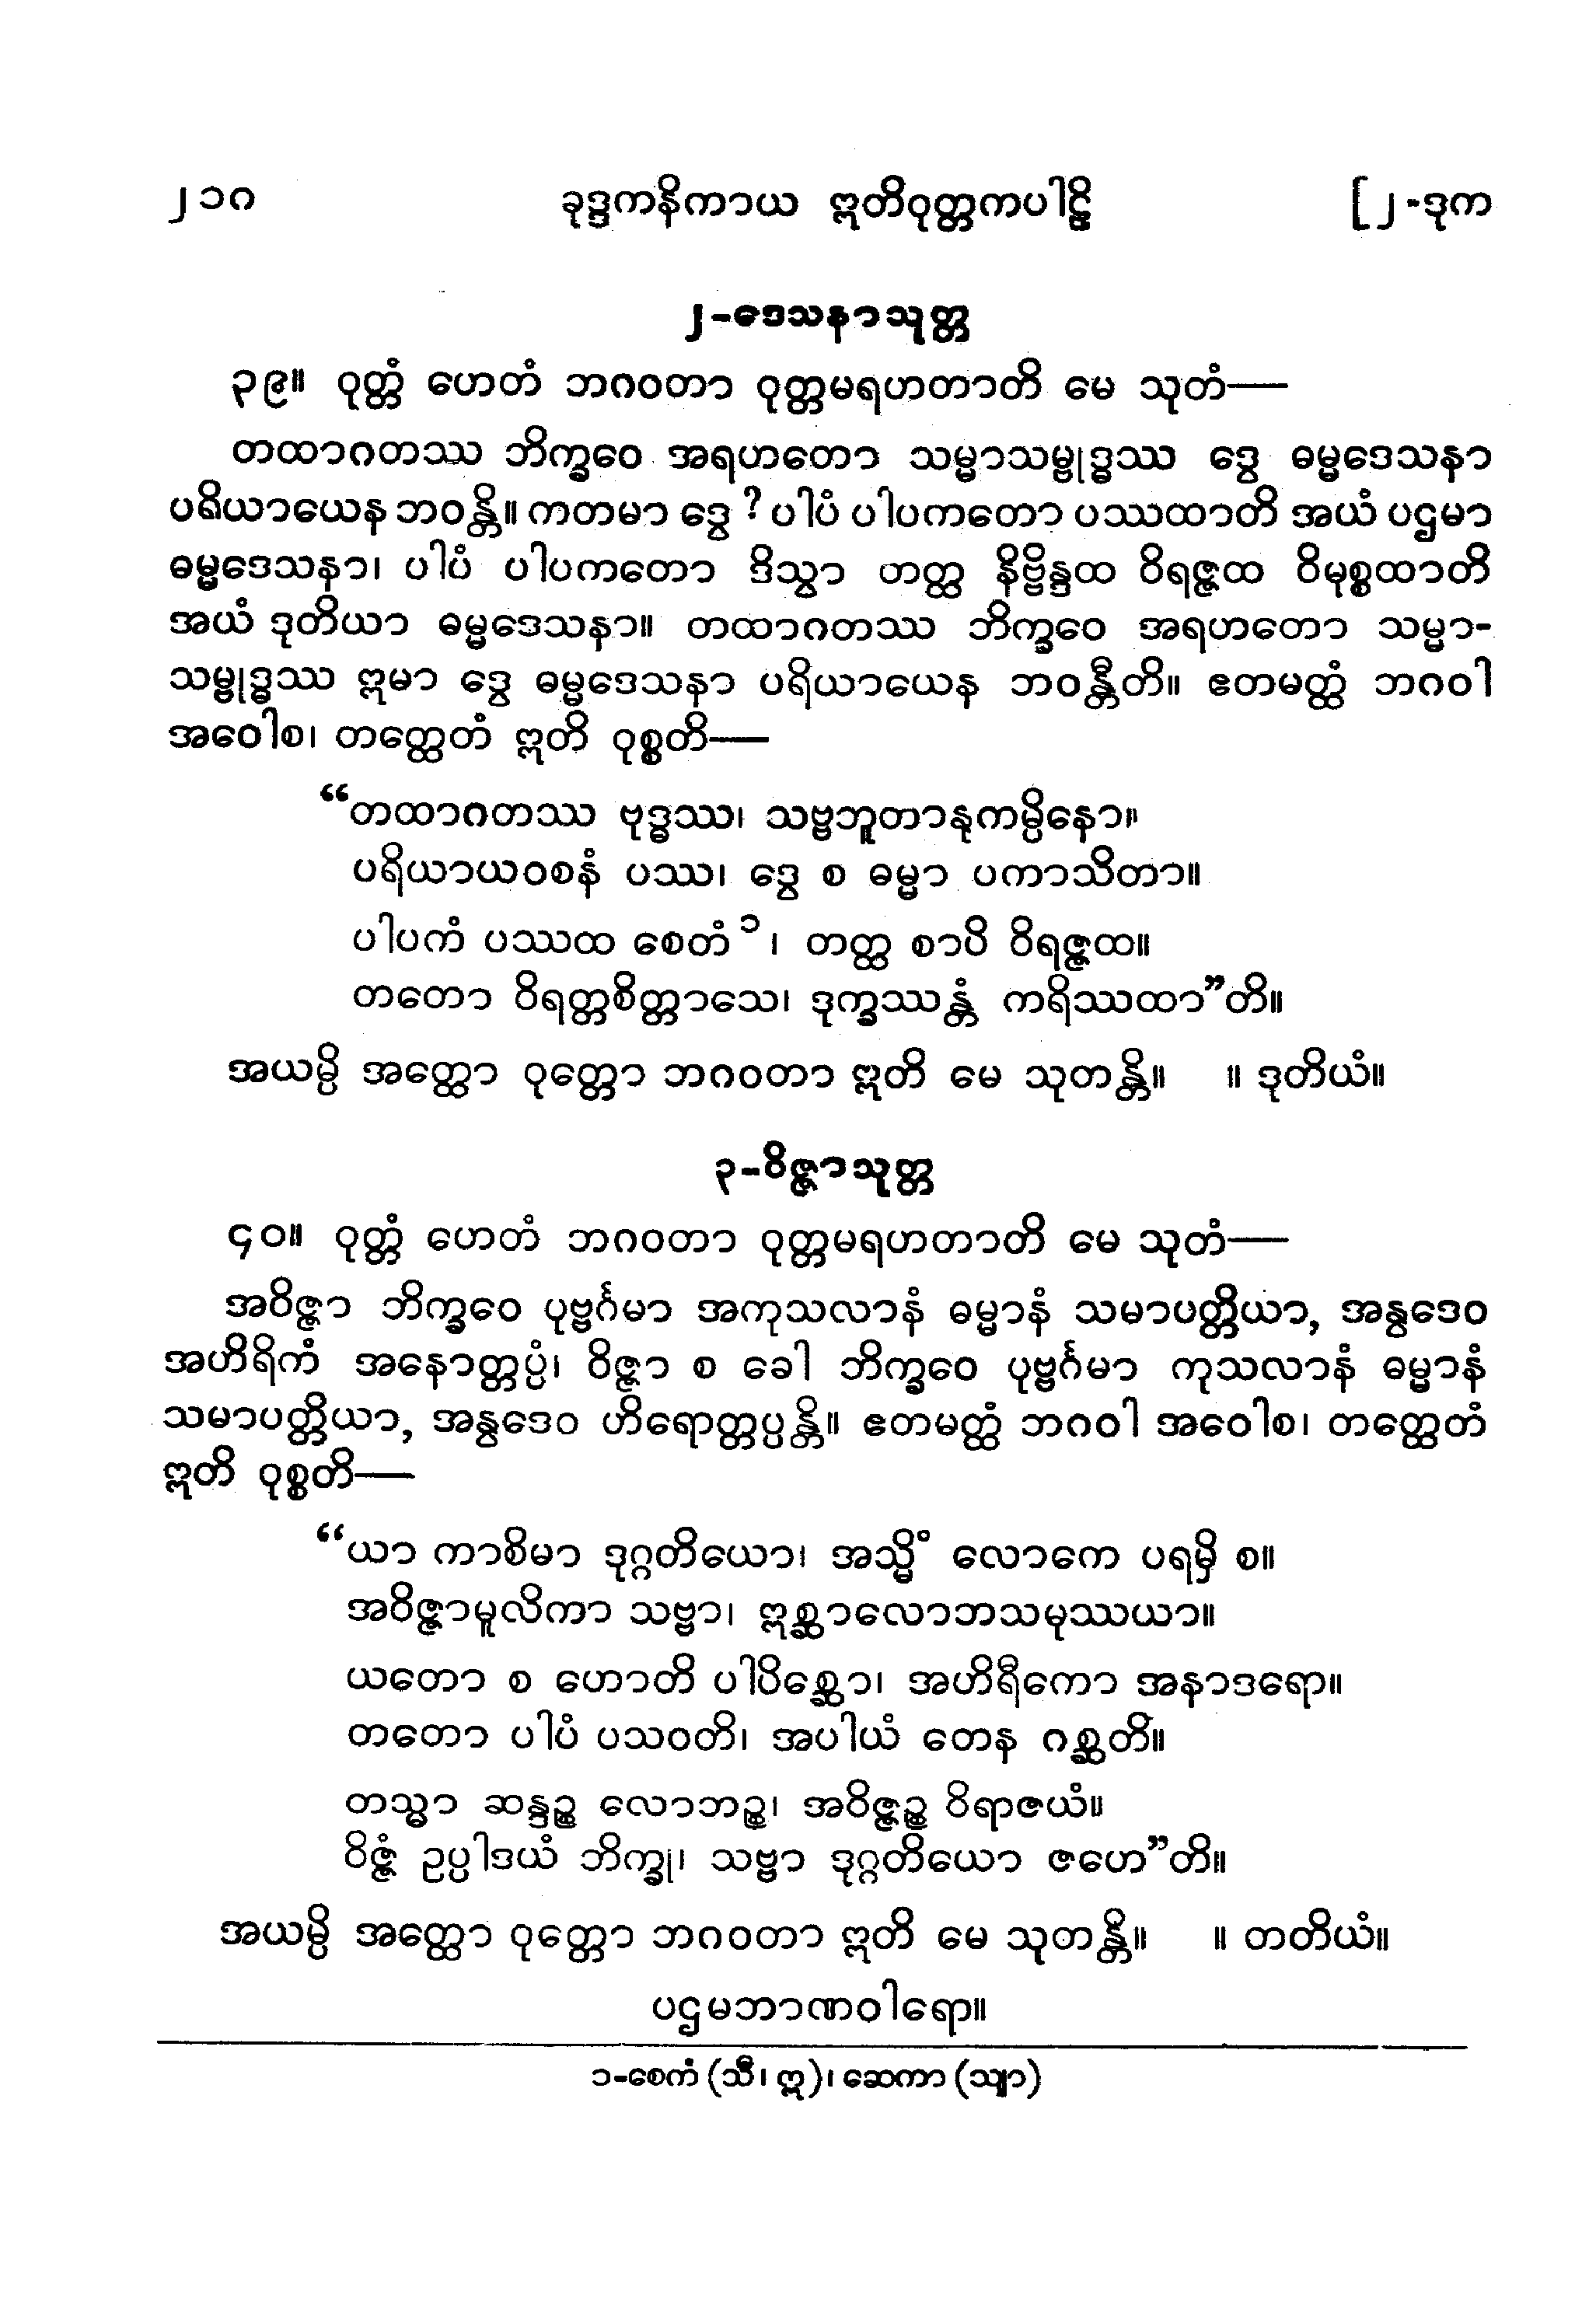 ၂၁၈ ခုဒ္ဒကနိကာယ ဣတိဝုတ္တကပါဠိ [၂-ဒုက
၂-ဒေသနာသုတ္တ
၃၉။ ဝုတ္တံ ဟေတံ ဘဂဝတာ ဝုတ္တမရဟတာတိ မေ သုတံ—
တထာဂတဿ ဘိက္ခဝေ အရဟတော သမ္မာသမ္ဗုဒ္ဓဿ ဒွေ ဓမ္မဒေသနာ
ပရိယာယေန ဘဝန္တိ။ ကတမာ ဒွေ ? ပါပံ ပါပကတော ပဿထာတိ အယံ ပဌမာ
ဓမ္မဒေသနာ၊ ပါပံ ပါပကတော ဒိသွာ တတ္ထ နိဗ္ဗိန္ဒထ ဝိရဇ္ဇထ ဝိမုစ္စထာတိ
အယံ ဒုတိယာ ဓမ္မဒေသနာ။ တထာဂတဿ ဘိက္ခဝေ အရဟတော သမ္မာ-
သမ္ဗုဒ္ဓဿ ဣမာ ဒွေ ဓမ္မဒေသနာ ပရိယာယေန ဘဝန္တီတိ။ ဧတမတ္ထံ ဘဂဝါ
အဝေါစ၊ တတ္ထေတံ ဣတိ ဝုစ္စတိ—
“တထာဂတဿ ဗုဒ္ဓဿ၊ သဗ္ဗဘူတာနုကမ္ပိနော။
ပရိယာယဝစနံ ပဿ၊ ဒွေ စ ဓမ္မာ ပကာသိတာ။
ပါပကံ ပဿထ စေတံ ၁၊ တတ္ထ စာပိ ဝိရဇ္ဇထ။
တတော ဝိရတ္တစိတ္တာသေ၊ ဒုက္ခဿန္တံ ကရိဿထာ”တိ။
အယမ္ပိ အတ္ထော ဝုတ္တော ဘဂဝတာ ဣတိ မေ သုတန္တိ။ ။ ဒုတိယံ။
၃-ဝိဇ္ဇာသုတ္တ
၄၀။ ဝုတ္တံ ဟေတံ ဘဂဝတာ ဝုတ္တမရဟတာတိ မေ သုတံ—
အဝိဇ္ဇာ ဘိက္ခဝေ ပုဗ္ဗင်္ဂမာ အကုသလာနံ ဓမ္မာနံ သမာပတ္တိယာ, အနွဒေဝ
အဟိရိကံ အနောတ္တပ္ပံ၊ ဝိဇ္ဇာ စ ခေါ ဘိက္ခဝေ ပုဗ္ဗင်္ဂမာ ကုသလာနံ ဓမ္မာနံ
သမာပတ္တိယာ, အနွဒေဝ ဟိရောတ္တပ္ပန္တိ။ ဧတမတ္ထံ ဘဂဝါ အဝေါစ၊ တတ္ထေတံ
ဣတိ ဝုစ္စတိ—
“ယာ ကာစိမာ ဒုဂ္ဂတိယော၊ အသ္မိံ လောကေ ပရမှိ စ။
အဝိဇ္ဇာမူလိကာ သဗ္ဗာ၊ ဣစ္ဆာလောဘသမုဿယာ။
ယတော စ ဟောတိ ပါပိစ္ဆော၊ အဟိရီကော အနာဒရော။
တတော ပါပံ ပသဝတိ၊ အပါယံ တေန ဂစ္ဆတိ။
တသ္မာ ဆန္ဒဉ္စ လောဘဉ္စ၊ အဝိဇ္ဇဉ္စ ဝိရာဇယံ။
ဝိဇ္ဇံ ဥပ္ပါဒယံ ဘိက္ခု၊ သဗ္ဗာ ဒုဂ္ဂတိယော ဇဟေ”တိ။
အယမ္ပိ အတ္ထော ဝုတ္တော ဘဂဝတာ ဣတိ မေ သုတန္တိ။ ။ တတိယံ။
ပဌမဘာဏဝါရော။
၁-စေကံ (သီ၊ ဣ)၊ ဆေကာ (သျာ)